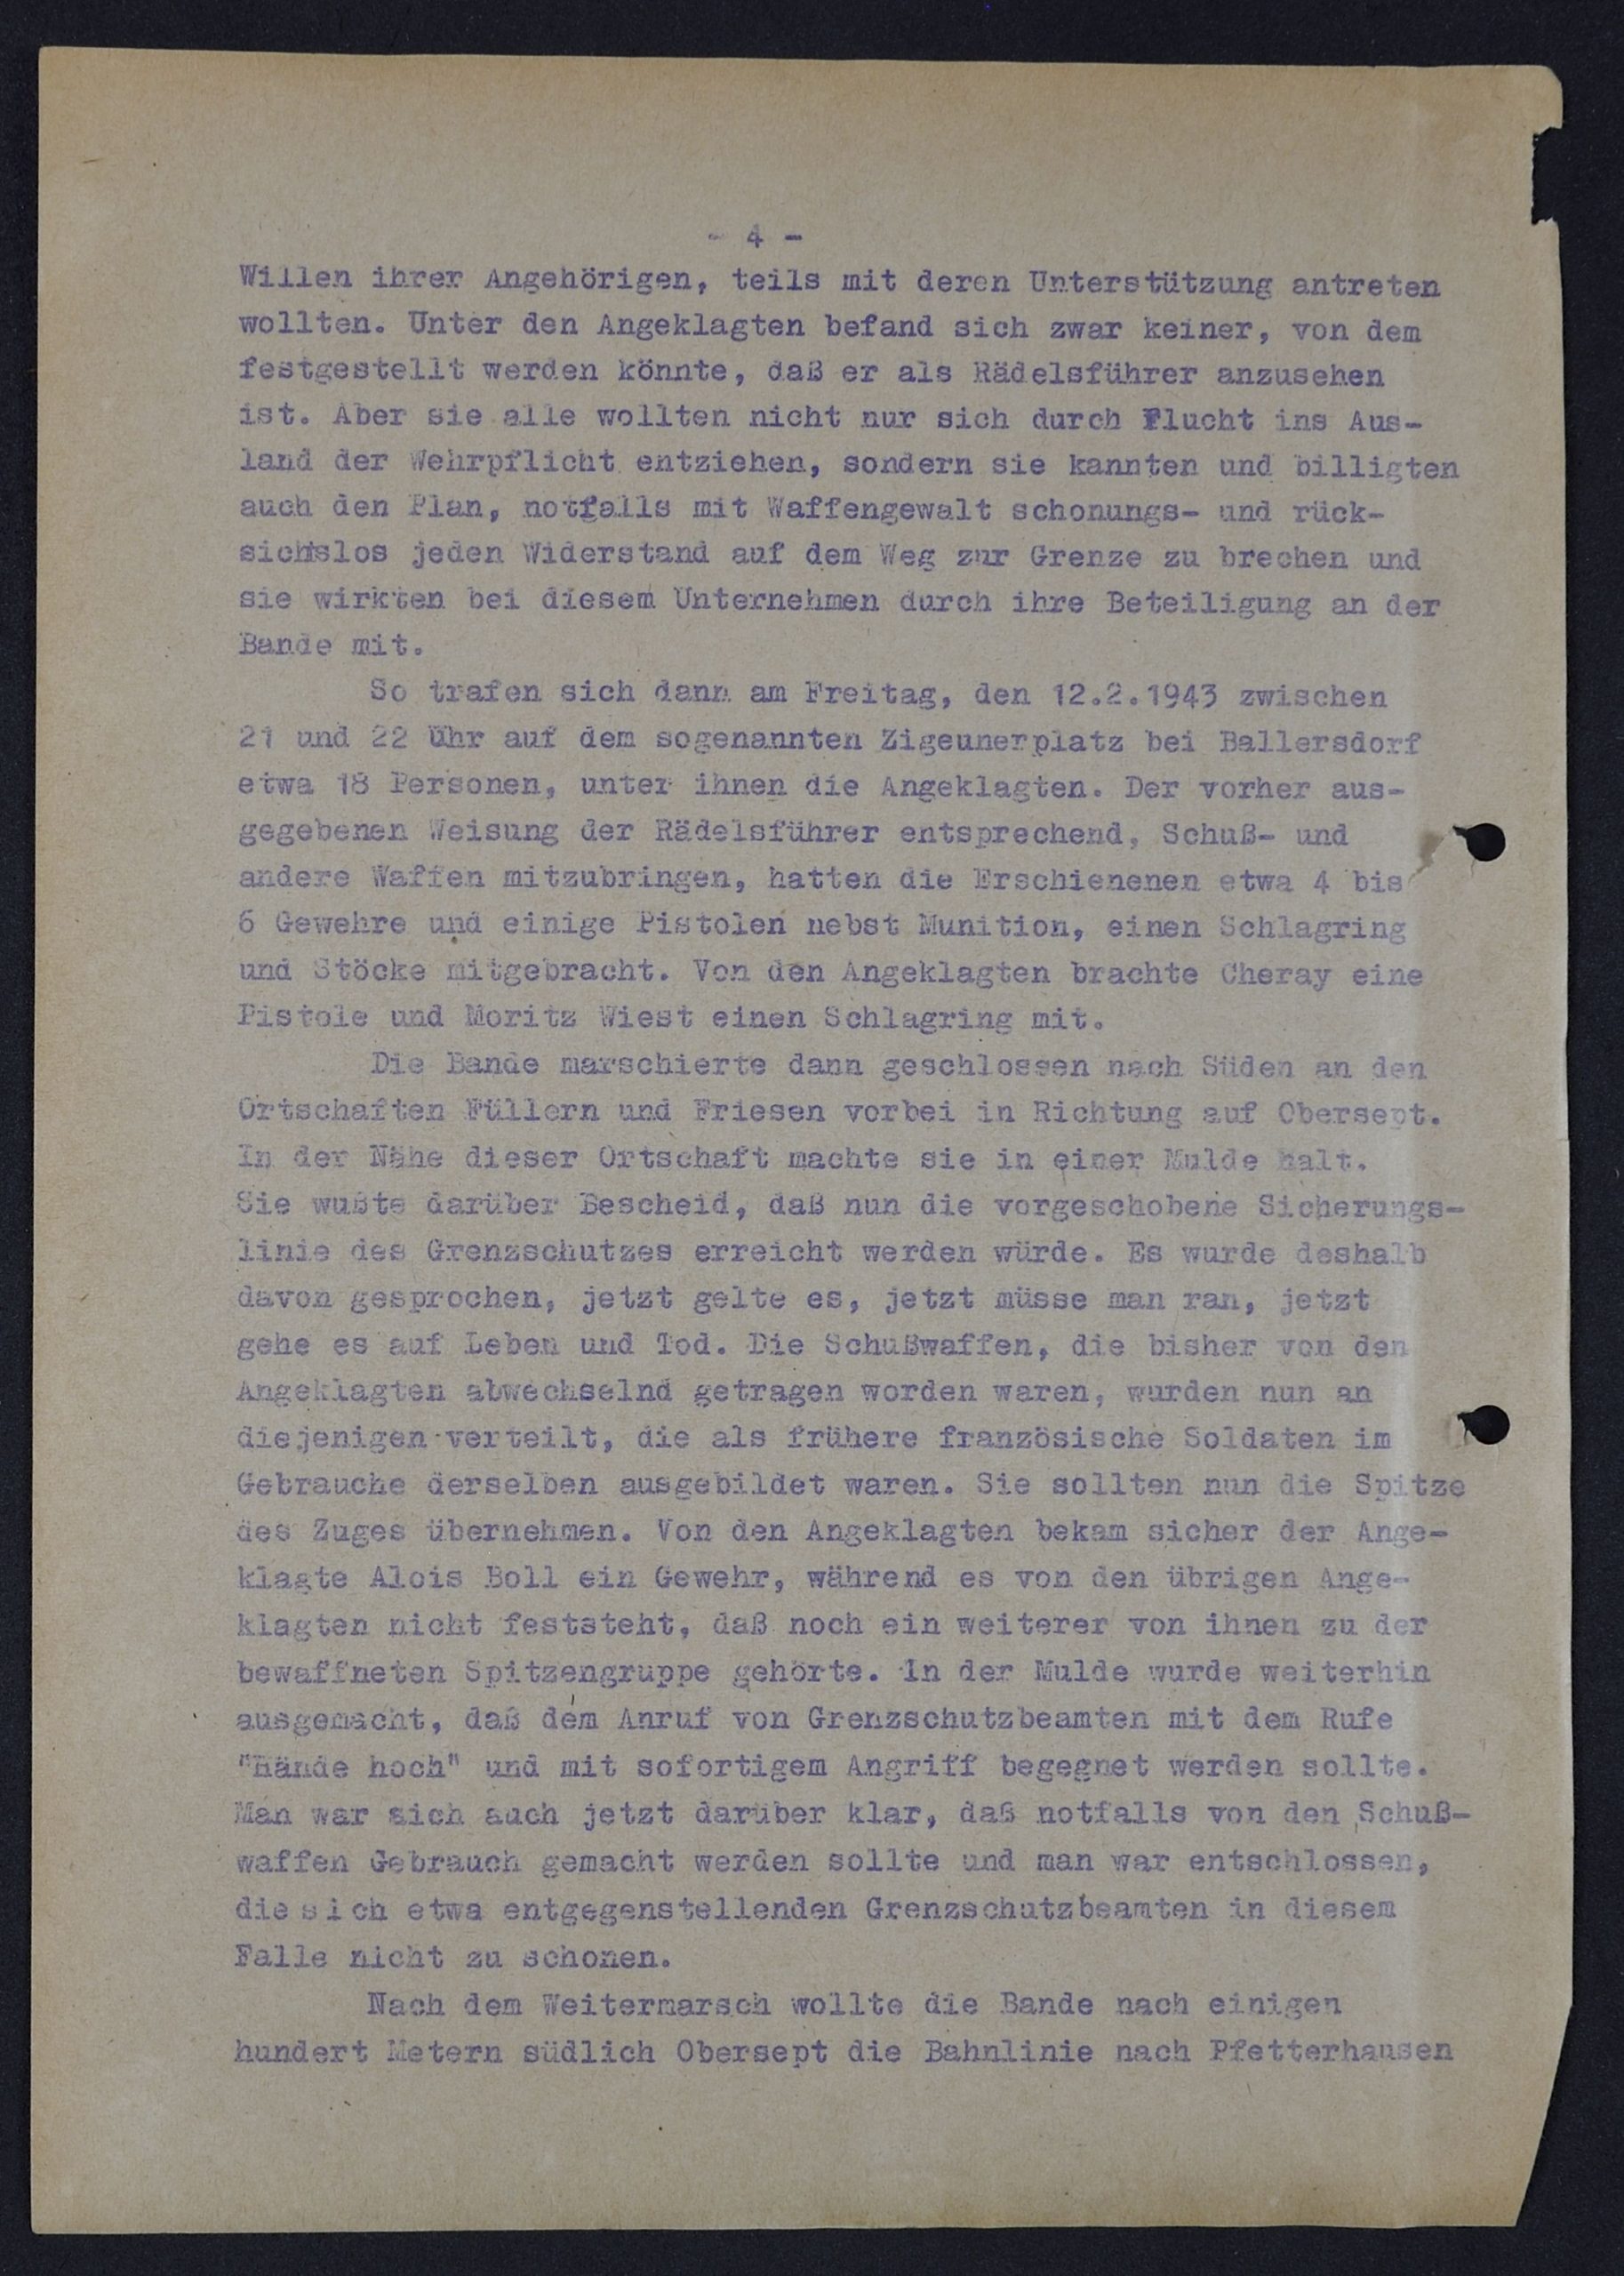 - 4 -
Willen ihrer Angehörigen, teils mit deren Unterstützung antreten
wollten. Unter den Angeklagten befand sich zwar keiner, von dem
festgestellt werden könnte, daß er als Rädelsführer anzusehen
ist. Aber sie alle wollten nicht nur sich durch Flucht ins Aus-
land der Wehrpflicht entziehen, sondern sie kannten und billigten
auch den Plan, notfalls mit Waffengewalt schonungs- und rück-
sichtslos jeden Widerstand auf dem Weg zur Grenze zu brechen und
sie wirkten bei diesem Unternehmen durch ihre Beteiligung an der
Bande mit.
So trafen sich dann am Freitag, den 12.2.1943 zwischen
21 und 22 Uhr auf dem sogenannten Zigeunerplatz bei Ballersdorf
etwa 18 Personen, unter ihnen die Angeklagten. Der vorher aus-
gegebenen Weisung der Rädelsführer entsprechend, Schuß- und
andere Waffen mitzubringen, hatten die Erschienenen etwa 4 bis
6 Gewehre und einige Pistolen nebst Munition, einen Schlagring
und Stöcke mitgebracht. Von den Angeklagten brachte Cheray eine
Pistole und Moritz Wiest einen Schlagring mit.
Die Bande marschierte dann geschlossen nach Süden an den
Ortschaften Füllern und Friesen vorbei in Richtung auf Obersept.
In der Nähe dieser Ortschaft machte sie in einer Mulde halt.
Sie wußte darüber Bescheid, daß nun die vorgeschobene Sicherungs-
linie des Grenzschutzes erreicht werden würde. Es wurde deshalb
davon gesprochen, jetzt gelte es, jetzt müsse man ran, jetzt
gehe es auf Leben und Tod. Die Schußwaffen, die bisher von den
Angeklagten abwechselnd getragen worden waren, wurden nun an
diejenigen verteilt, die als frühere französische Soldaten im
Gebrauche derselben ausgebildet waren. Sie sollten nun die Spitze
des Zuges übernehmen. Von den Angeklagten bekam sicher der Ange-
klagte Alois Boll ein Gewehr, während es von den übrigen Ange-
klagten nicht feststeht, daß noch ein weiterer von ihnen zu der
bewaffneten Spitzengruppe gehörte. In der Mulde wurde weiterhin
ausgemacht, daß dem Anruf von Grenzschutzbeamten mit dem Rufe
"Hände hoch" und mit sofortigem Angriff begegnet werden sollte.
Man war sich auch jetzt darüber klar, daß notfalls von den Schuß-
waffen Gebrauch gemacht werden sollte und man war entschlossen,
die sich etwa entgegenstellenden Grenzschutzbeamten in diesem
Falle nicht zu schonen.
Nach dem Weitermarsch wollte die Bande nach einigen
hundert Metern südlich Obersept die Bahnlinie nach Pfetterhausen